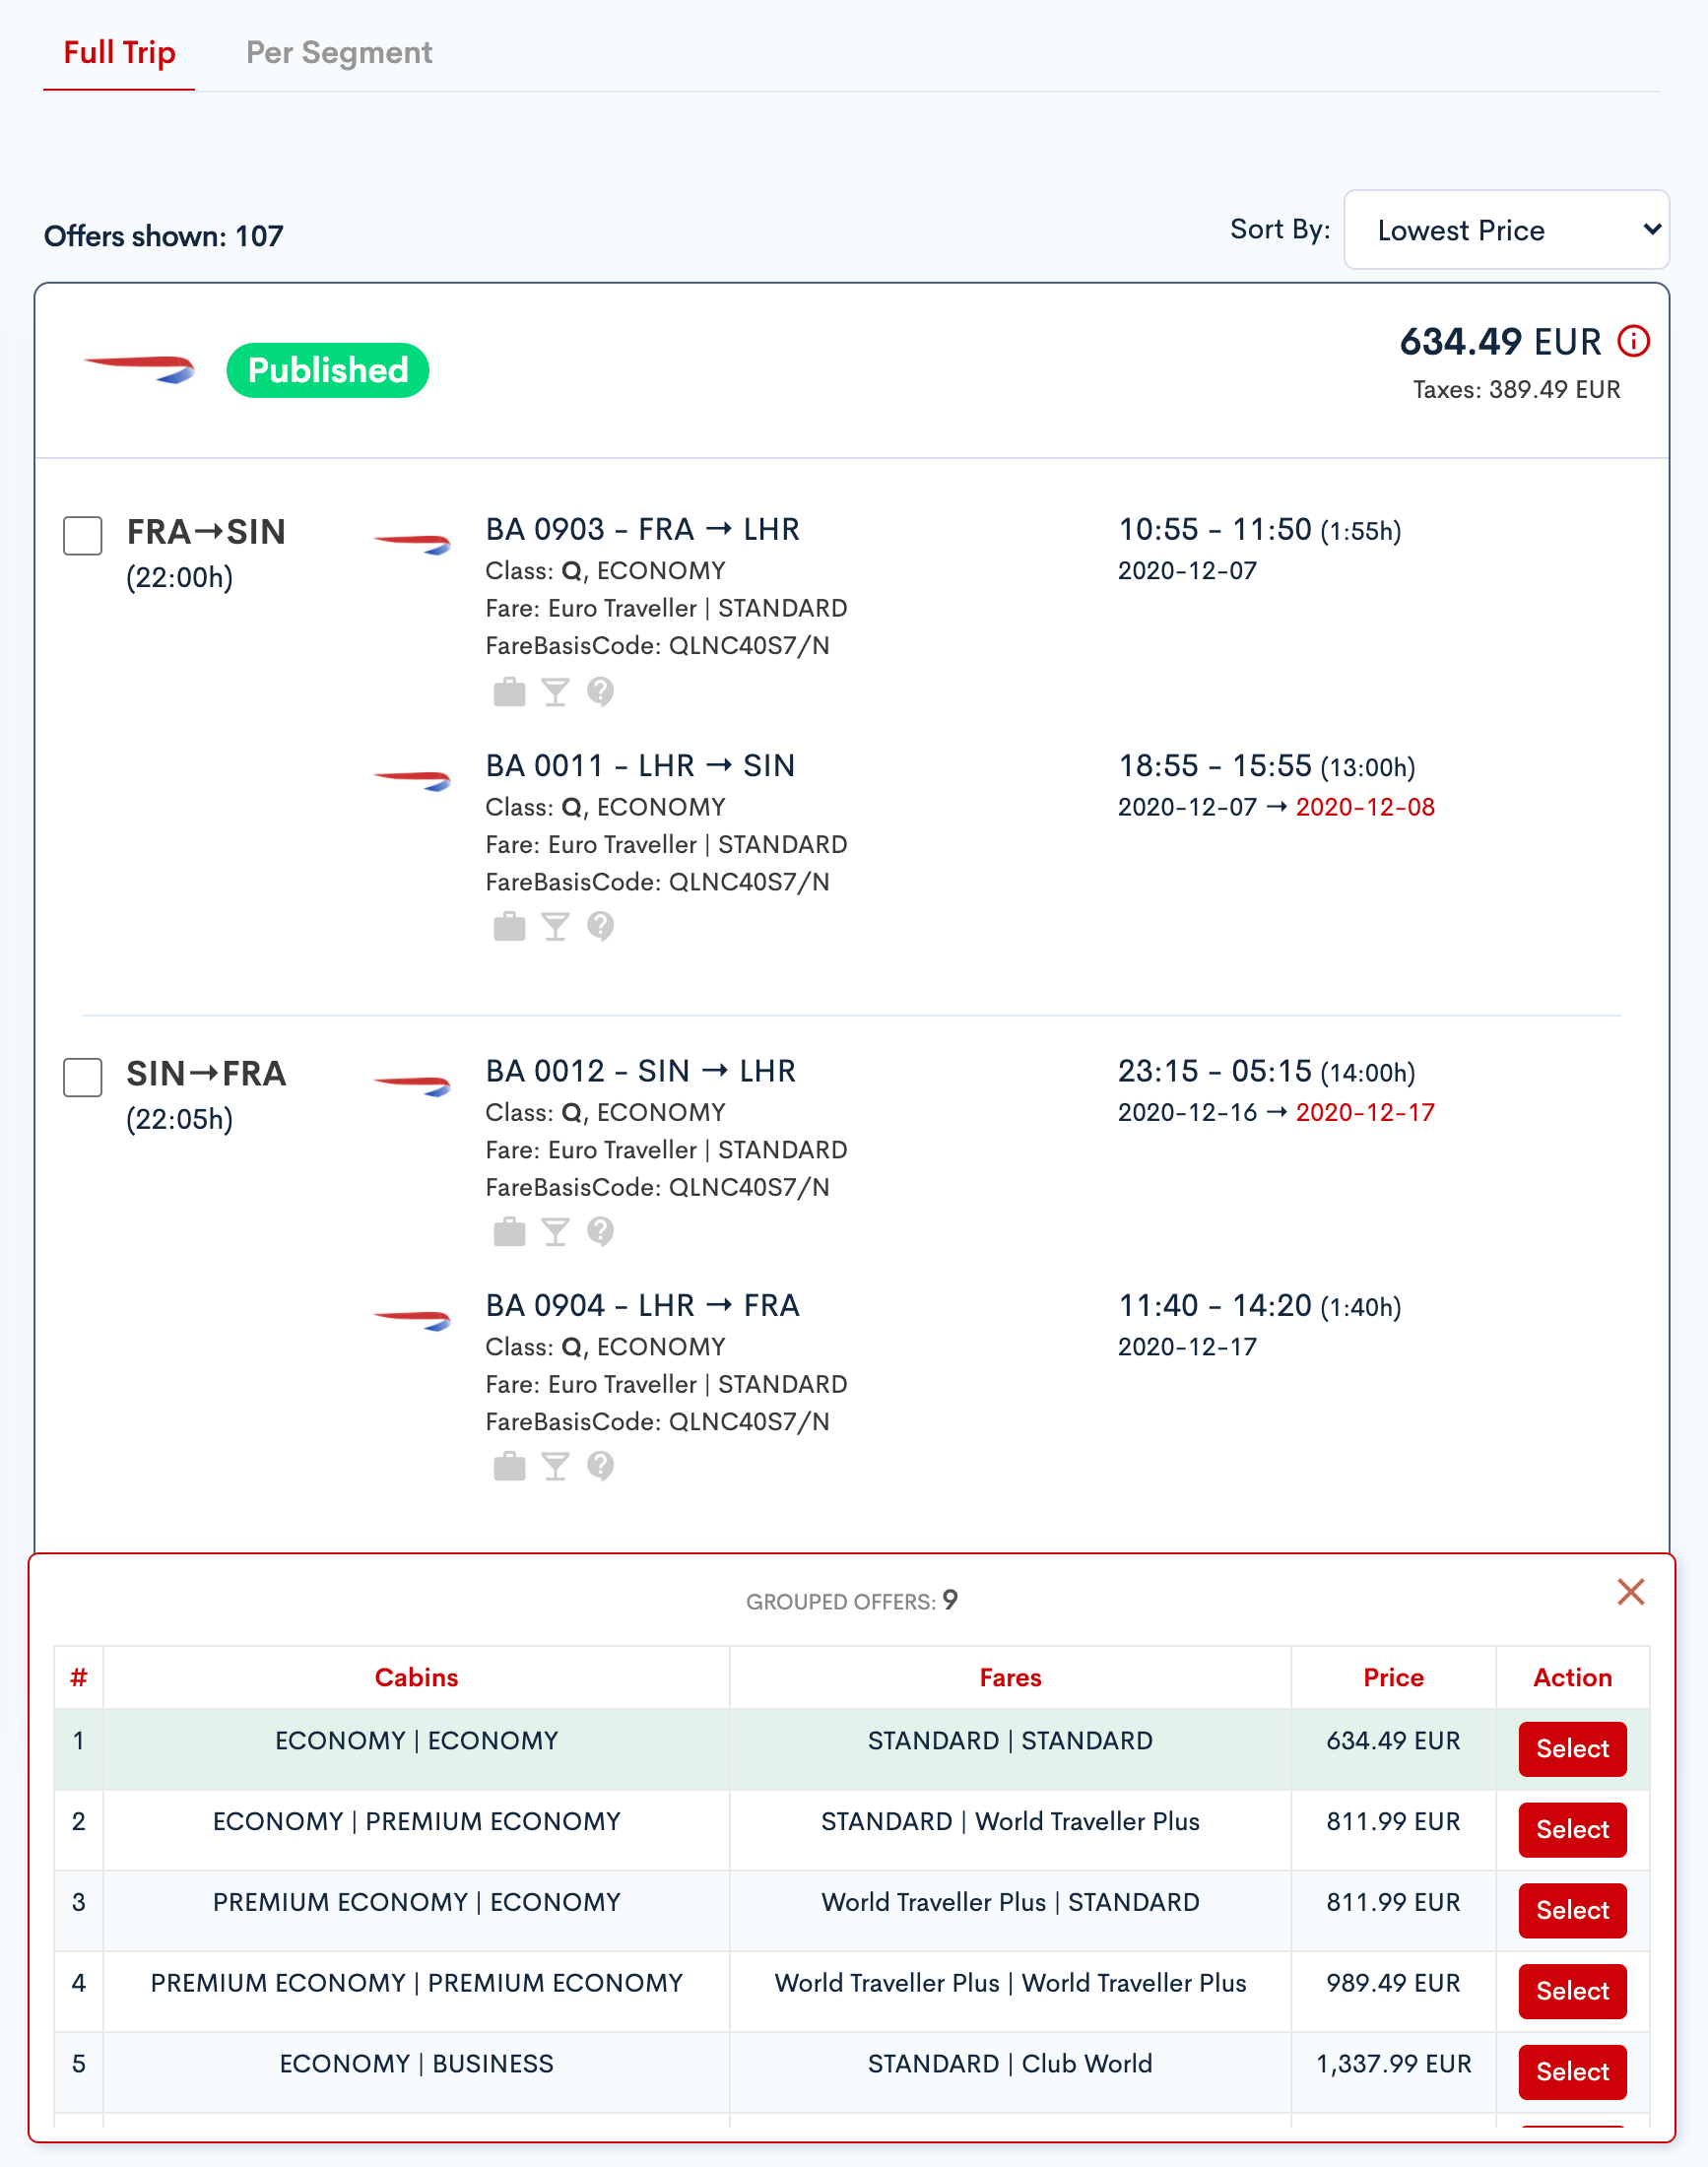 Full Trip Per Segment
Offers shown: 107 Sort By: Lowest Price
Published 634.49 EUR
Taxes: 389.49 EUR
FRA→SIN BA 0903 - FRA → LHR 10:55 - 11:50 (1:55h)
(22:00h) Class: Q, ECONOMY 2020-12-07
Fare: Euro Traveller | STANDARD
FareBasisCode: QLNC40S7/N
BA 0011 - LHR → SIN 18:55 - 15:55 (13:00h)
Class: Q, ECONOMY 2020-12-07 → 2020-12-08
Fare: Euro Traveller | STANDARD
FareBasisCode: QLNC40S7/N
SIN→FRA BA 0012 - SIN → LHR 23:15 - 05:15 (14:00h)
(22:05h) Class: Q, ECONOMY 2020-12-16 → 2020-12-17
Fare: Euro Traveller | STANDARD
FareBasisCode: QLNC40S7/N
BA 0904 - LHR → FRA 11:40 - 14:20 (1:40h)
Class: Q, ECONOMY 2020-12-17
Fare: Euro Traveller | STANDARD
FareBasisCode: QLNC40S7/N
GROUPED OFFERS: 9
# Cabins Fares Price Action
1 ECONOMY | ECONOMY STANDARD | STANDARD 634.49 EUR Select
2 ECONOMY | PREMIUM ECONOMY STANDARD | World Traveller Plus 811.99 EUR Select
3 PREMIUM ECONOMY | ECONOMY World Traveller Plus | STANDARD 811.99 EUR Select
4 PREMIUM ECONOMY | PREMIUM ECONOMY World Traveller Plus | World Traveller Plus 989.49 EUR Select
5 ECONOMY | BUSINESS STANDARD | Club World 1,337.99 EUR Select